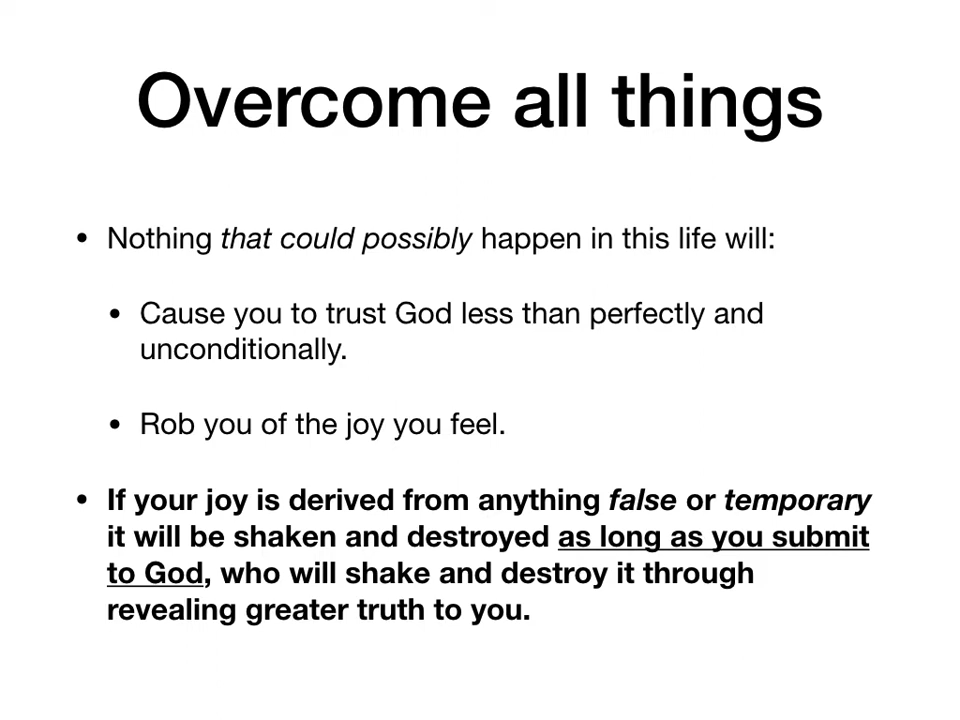 Overcome all things
• Nothing that could possibly happen in this life will:
• Cause you to trust God less than perfectly and
unconditionally.
• Rob you of the joy you feel.
• If your joy is derived from anything false or temporary
it will be shaken and destroyed as long as you submit
to God, who will shake and destroy it through
revealing greater truth to you.